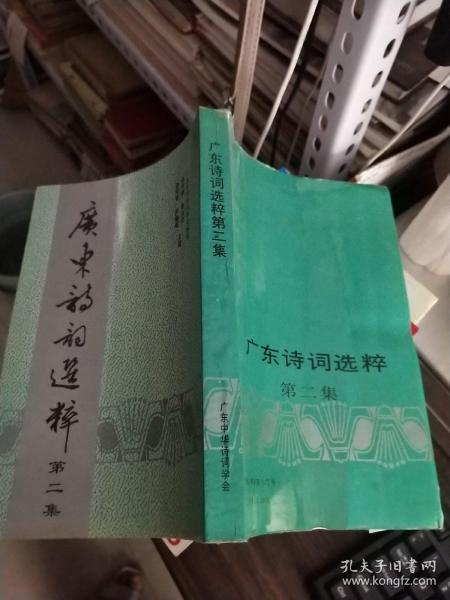 廣東詩詞選粹
第二集
广东诗词选粹第二集
广东中华诗词学会
广东诗词选粹
第二集
孔夫子旧书网
www.kongfz.com